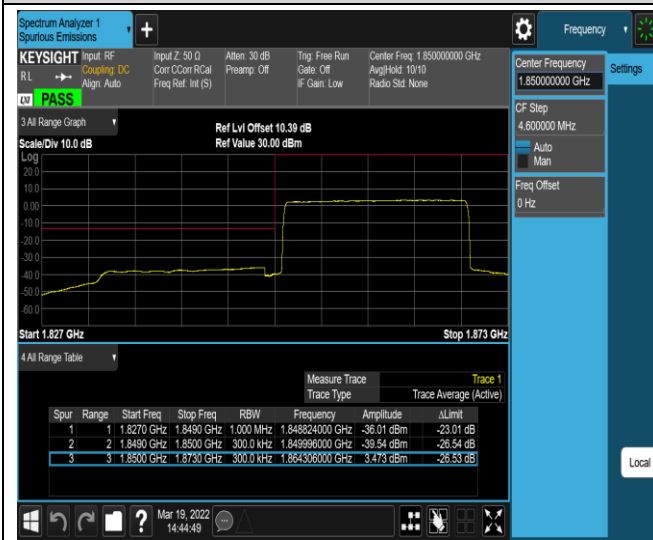 Spectrum Analyzer 1
Spurious Emissions
+
Frequency
KEYSIGHT
Input: RF
Input Z: 50 Ω
Atten: 30 dB
Trig: Free Run
Center Freq: 1.850000000 GHz
RL
Coupling: DC
Corr CCorr RCal
Preamp: Off
Gate: Off
Avg|Hold: 10/10
Align: Auto
Freq Ref: Int (S)
IF Gain: Low
Radio Std: None
LXI PASS
Center Frequency
1.850000000 GHz
Settings
CF Step
4.600000 MHz
Auto
Man
Freq Offset
0 Hz
3 All Range Graph
Ref Lvl Offset 10.39 dB
Scale/Div 10.0 dB
Ref Value 30.00 dBm
Log
20.0
10.0
0.00
-10.0
-20.0
-30.0
-40.0
-50.0
-60.0
Start 1.827 GHz
Stop 1.873 GHz
4 All Range Table
Measure Trace Trace 1
Trace Type Trace Average (Active)
Spur Range Start Freq Stop Freq RBW Frequency Amplitude ΔLimit
1 1 1.8270 GHz 1.8490 GHz 1.000 MHz 1.848824000 GHz -36.01 dBm -23.01 dB
2 2 1.8490 GHz 1.8500 GHz 300.0 kHz 1.849996000 GHz -39.54 dBm -26.54 dB
3 3 1.8500 GHz 1.8730 GHz 300.0 kHz 1.864306000 GHz 3.473 dBm -26.53 dB
Local
?
Mar 19, 2022
14:44:49